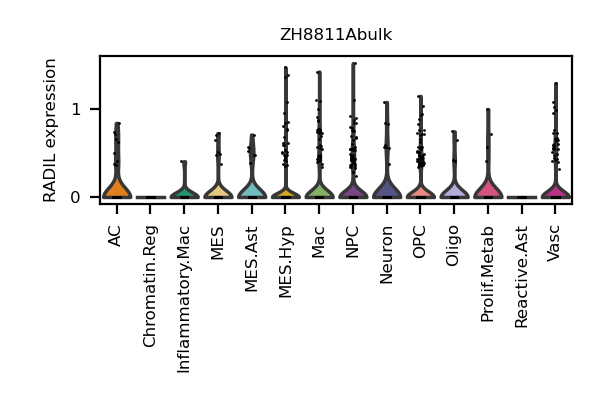 ZH8811Abulk
RADIL expression
1
0
AC
Chromatin.Reg
Inflammatory.Mac
MES
MES.Ast
MES.Hyp
Mac
NPC
Neuron
OPC
Oligo
Prolif.Metab
Reactive.Ast
Vasc